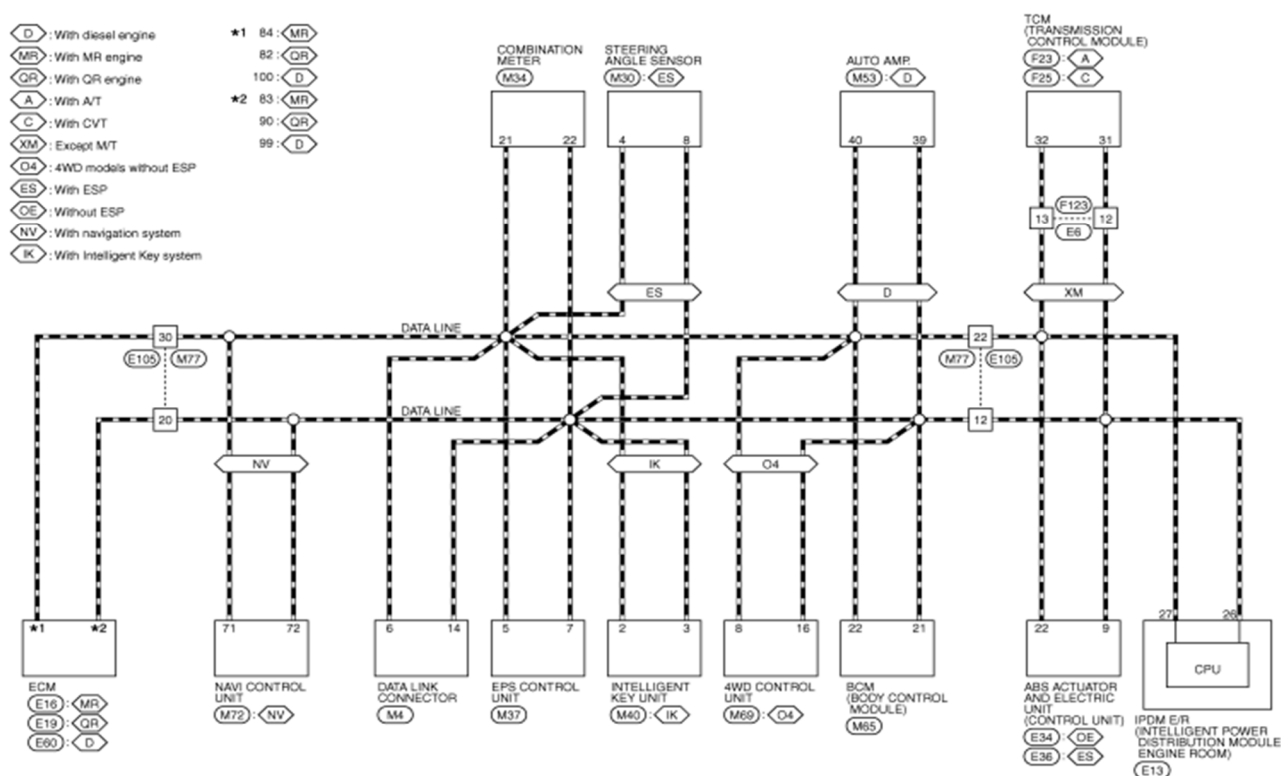 D : With diesel engine
MR : With MR engine
QR : With QR engine
A : With A/T
C : With CVT
XM : Except M/T
O4 : 4WD models without ESP
ES : With ESP
OE : Without ESP
NV : With navigation system
IK : With Intelligent Key system
*1 84 : MR
82 : QR
100 : D
*2 83 : MR
90 : QR
99 : D
COMBINATION
METER
M34
STEERING
ANGLE SENSOR
M30 : ES
AUTO AMP.
M53 : D
TCM
(TRANSMISSION
CONTROL MODULE)
F23 : A
F25 : C
21 22 4 8 40 39 32 31
13 F123 12
E6
ES D XM
30 DATA LINE 22
E105 M77 M77 E105
20 DATA LINE 12
NV IK O4
*1 *2 71 72 6 14 5 7 2 3 8 16 22 21 22 9 27 26
CPU
ECM
E16 : MR
E19 : QR
E60 : D
NAVI CONTROL
UNIT
M72 : NV
DATA LINK
CONNECTOR
M4
EPS CONTROL
UNIT
M37
INTELLIGENT
KEY UNIT
M40 : IK
4WD CONTROL
UNIT
M69 : O4
BCM
(BODY CONTROL
MODULE)
M65
ABS ACTUATOR
AND ELECTRIC
UNIT
(CONTROL UNIT)
E34 : OE
E36 : ES
IPDM E/R
(INTELLIGENT POWER
DISTRIBUTION MODULE
ENGINE ROOM)
E13